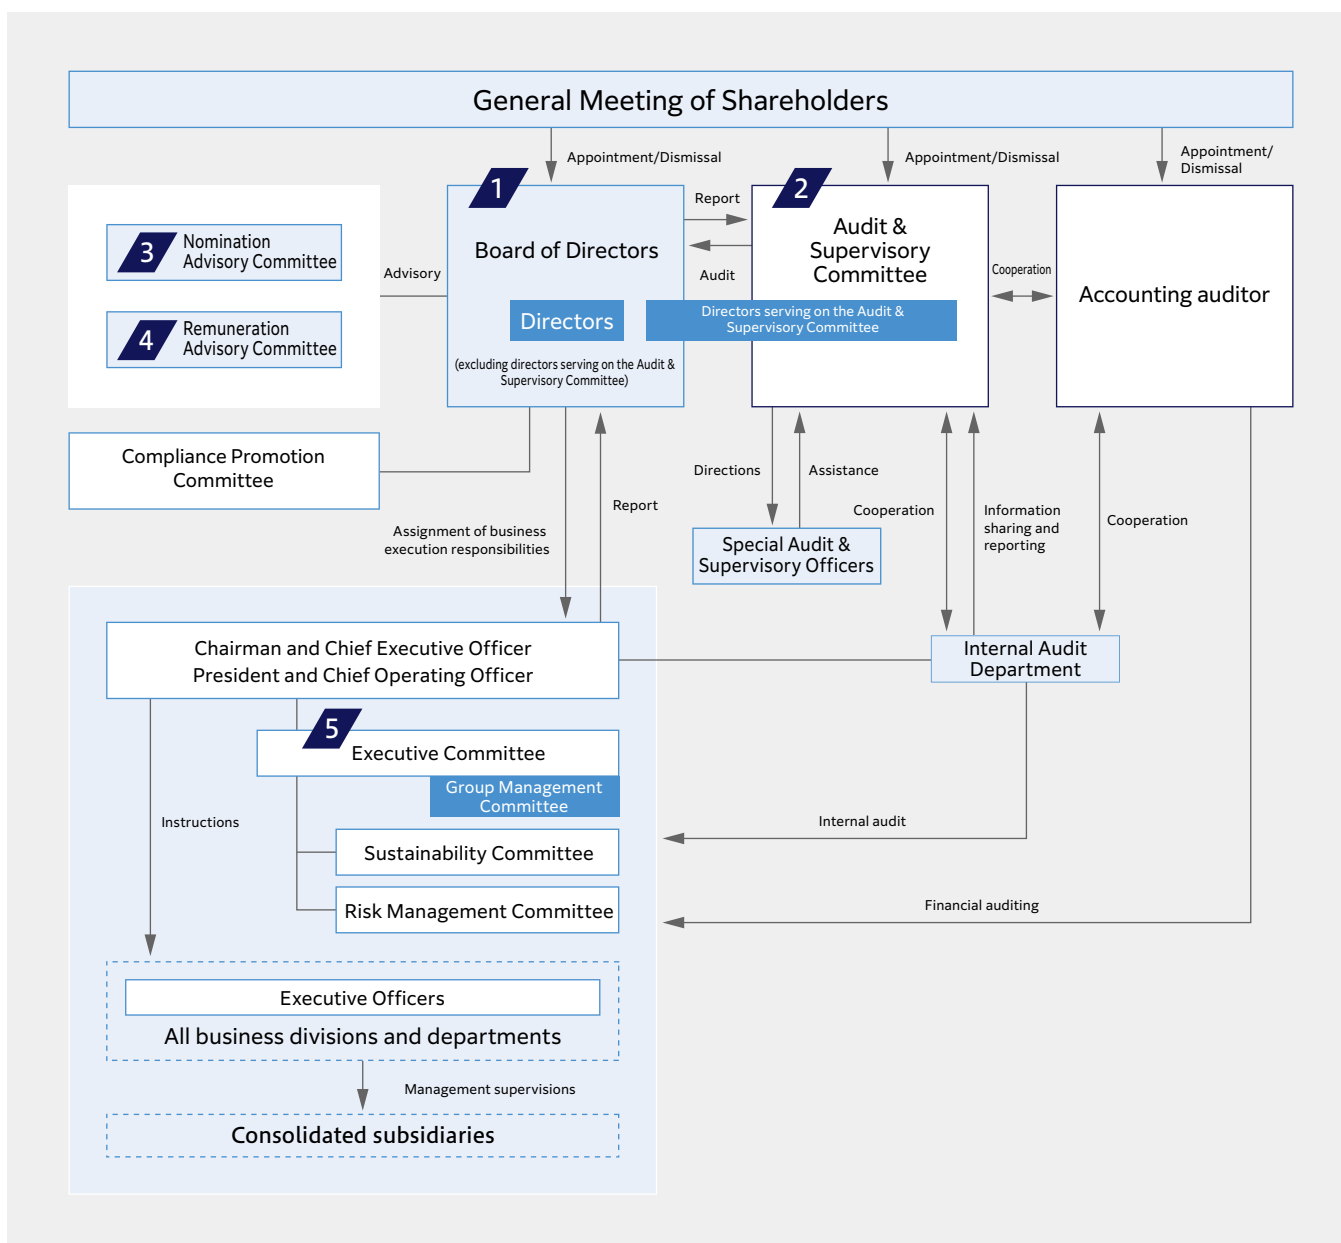 General Meeting of Shareholders
Appointment/Dismissal
Appointment/Dismissal
Appointment/
Dismissal
3
Nomination
Advisory Committee
4
Remuneration
Advisory Committee
Advisory
1
Board of Directors
Directors
(excluding directors serving on the Audit &
Supervisory Committee)
Report
Audit
2
Audit &
Supervisory
Committee
Directors serving on the Audit &
Supervisory Committee
Cooperation
Accounting auditor
Compliance Promotion
Committee
Assignment of business
execution responsibilities
Report
Directions
Assistance
Special Audit &
Supervisory Officers
Cooperation
Information
sharing and
reporting
Cooperation
Internal Audit
Department
Chairman and Chief Executive Officer
President and Chief Operating Officer
5
Executive Committee
Group Management
Committee
Instructions
Sustainability Committee
Risk Management Committee
Internal audit
Financial auditing
Executive Officers
All business divisions and departments
Management supervisions
Consolidated subsidiaries